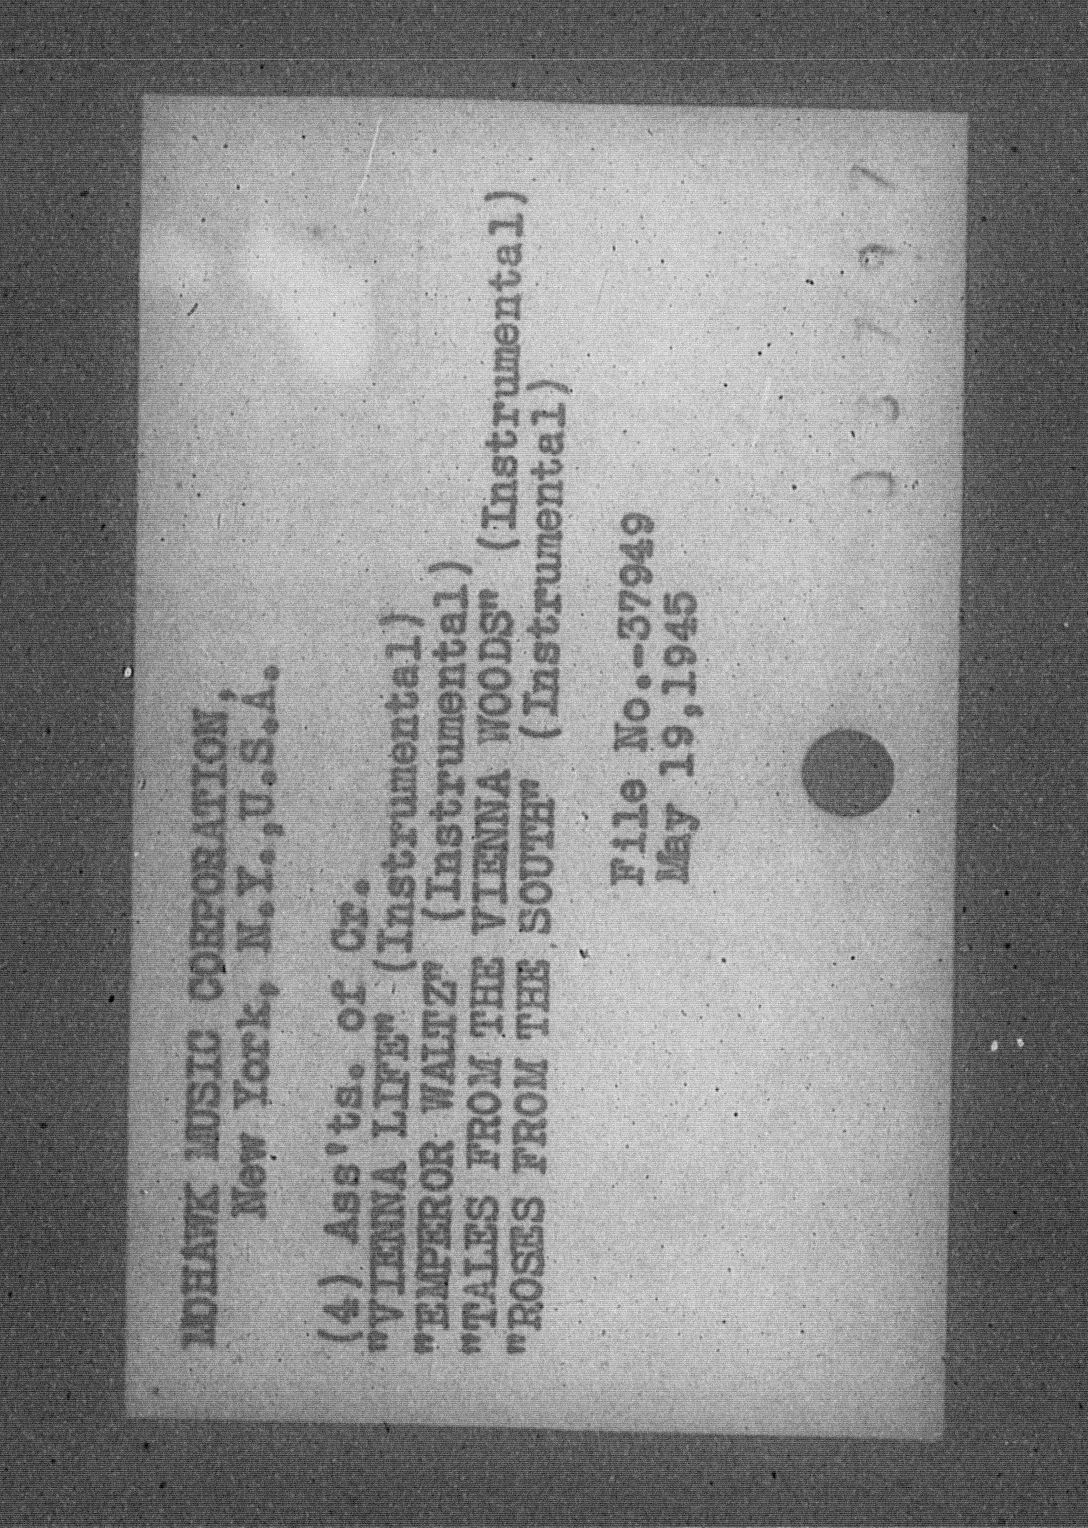 MOHAWK MUSIC CORPORATION,
New York, N.Y.,U.S.A.
(4) Ass'ts. of Cr.
"VIENNA LIFE" (Instrumental)
"EMPEROR WALTZ" (Instrumental)
"TALES FROM THE VIENNA WOODS" (Instrumental)
"ROSES FROM THE SOUTH" (Instrumental)
File No.-37949
May 19,1945